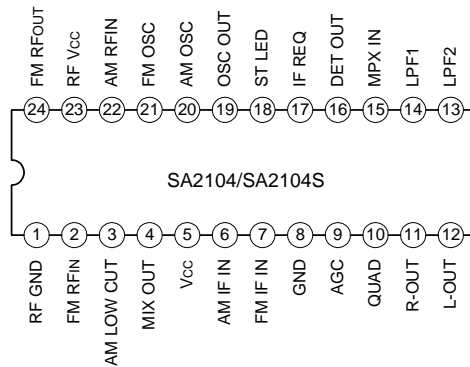 FM RFOUT
RF VCC
AM RFIN
FM OSC
AM OSC
OSC OUT
ST LED
IF REQ
DET OUT
MPX IN
LPF1
LPF2
24 23 22 21 20 19 18 17 16 15 14 13
SA2104/SA2104S
1 2 3 4 5 6 7 8 9 10 11 12
RF GND
FM RFIN
AM LOW CUT
MIX OUT
VCC
AM IF IN
FM IF IN
GND
AGC
QUAD
R-OUT
L-OUT